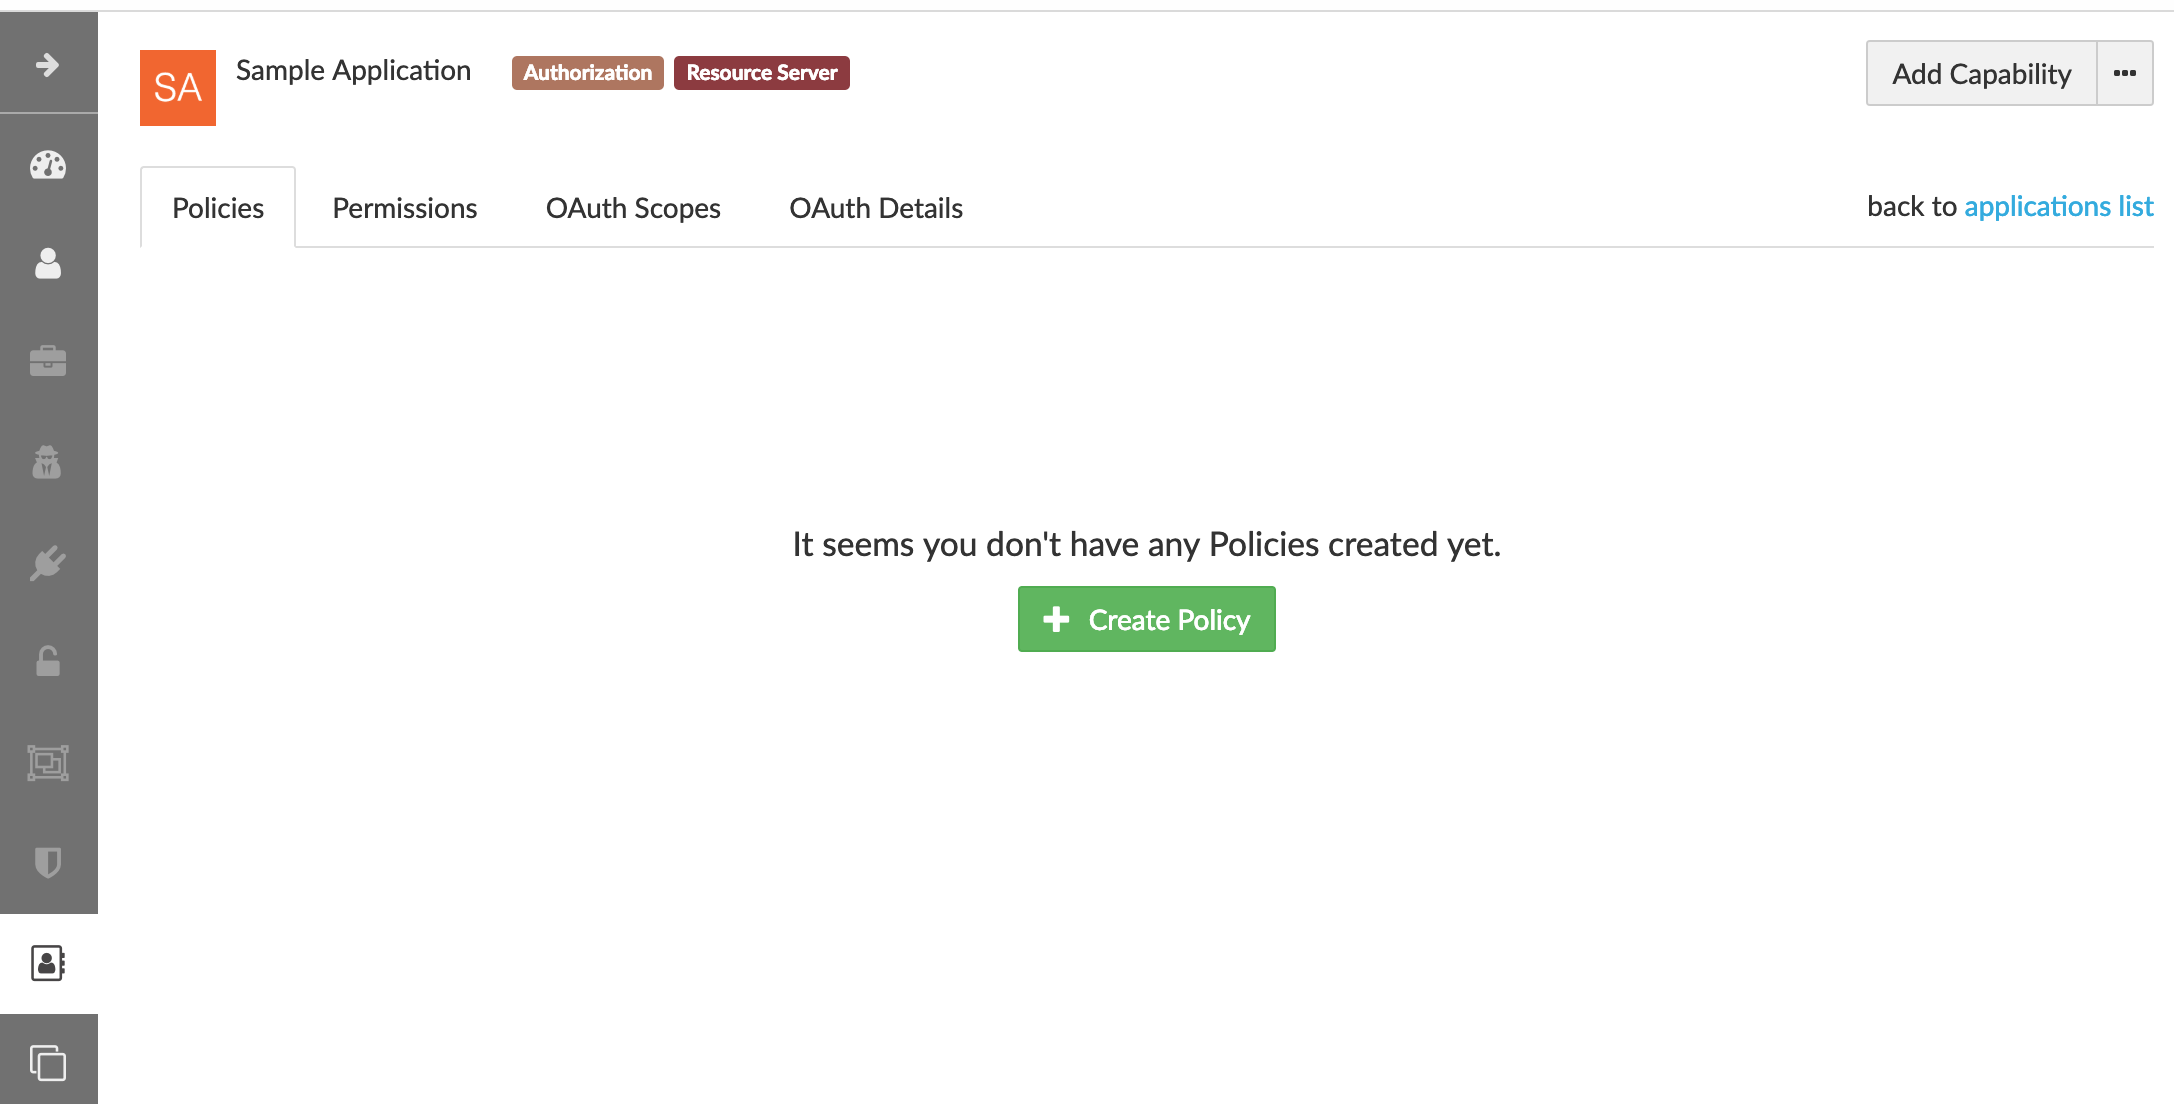 SA
Sample Application
Authorization
Resource Server
Add Capability
Policies
Permissions
OAuth Scopes
OAuth Details
back to applications list
It seems you don't have any Policies created yet.
Create Policy